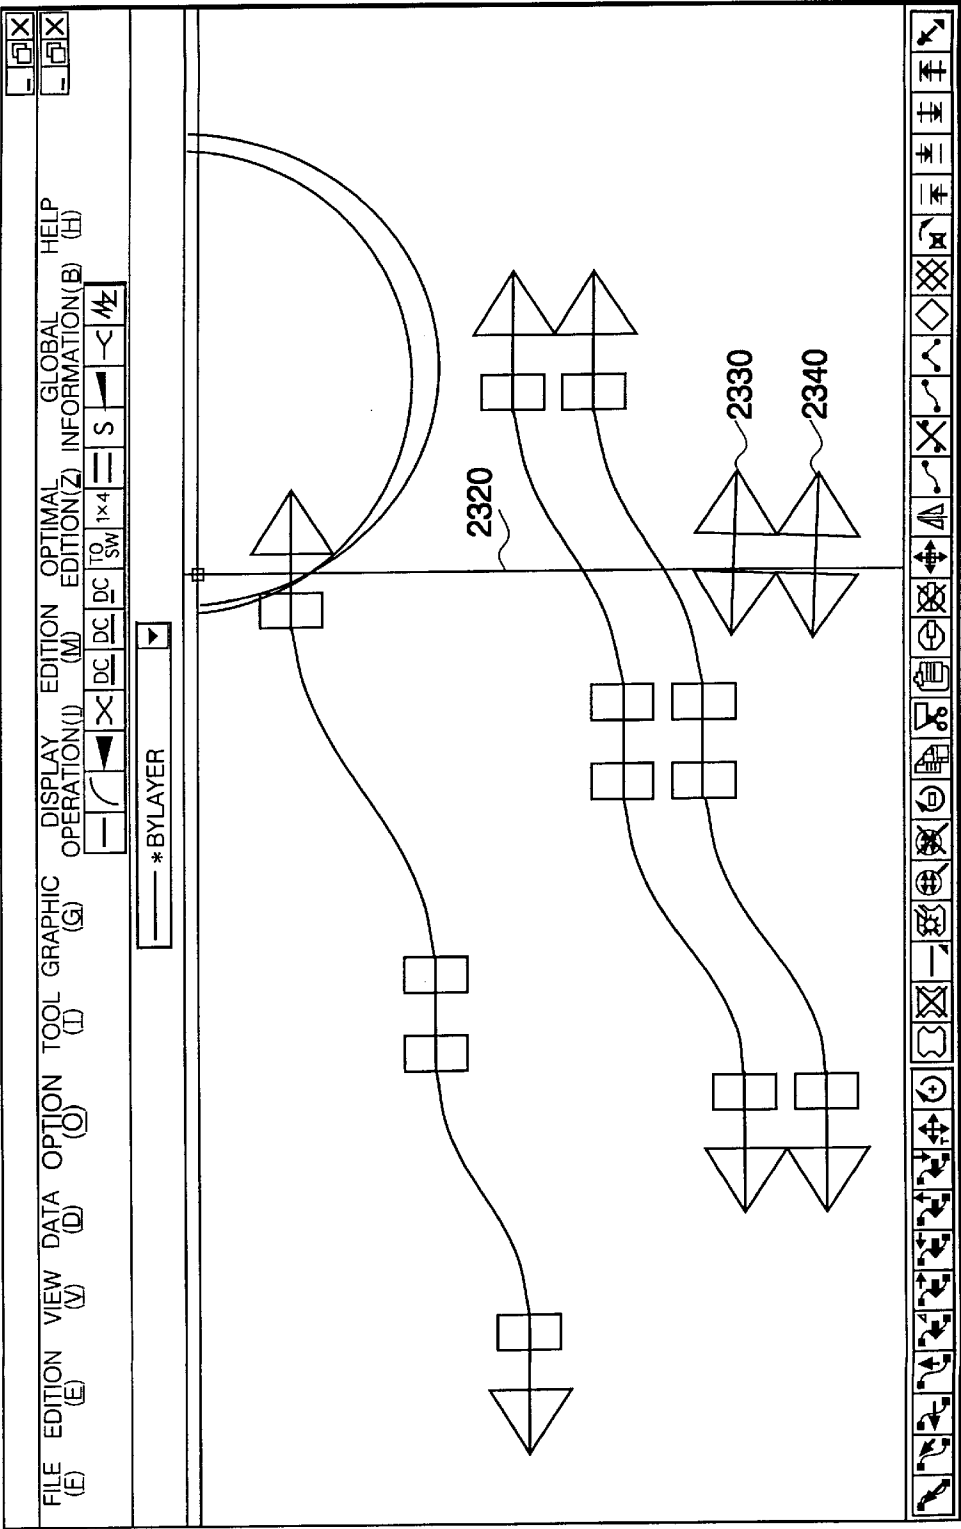 FILE (F)
EDITION (E)
VIEW (V)
DATA (D)
OPTION (O)
TOOL (T)
GRAPHIC (G)
DISPLAY OPERATION(I)
EDITION (M)
OPTIMAL EDITION(Z)
GLOBAL INFORMATION(B)
HELP (H)
DC DC DC TO SW 1×4 S
* BYLAYER
2320
2330
2340